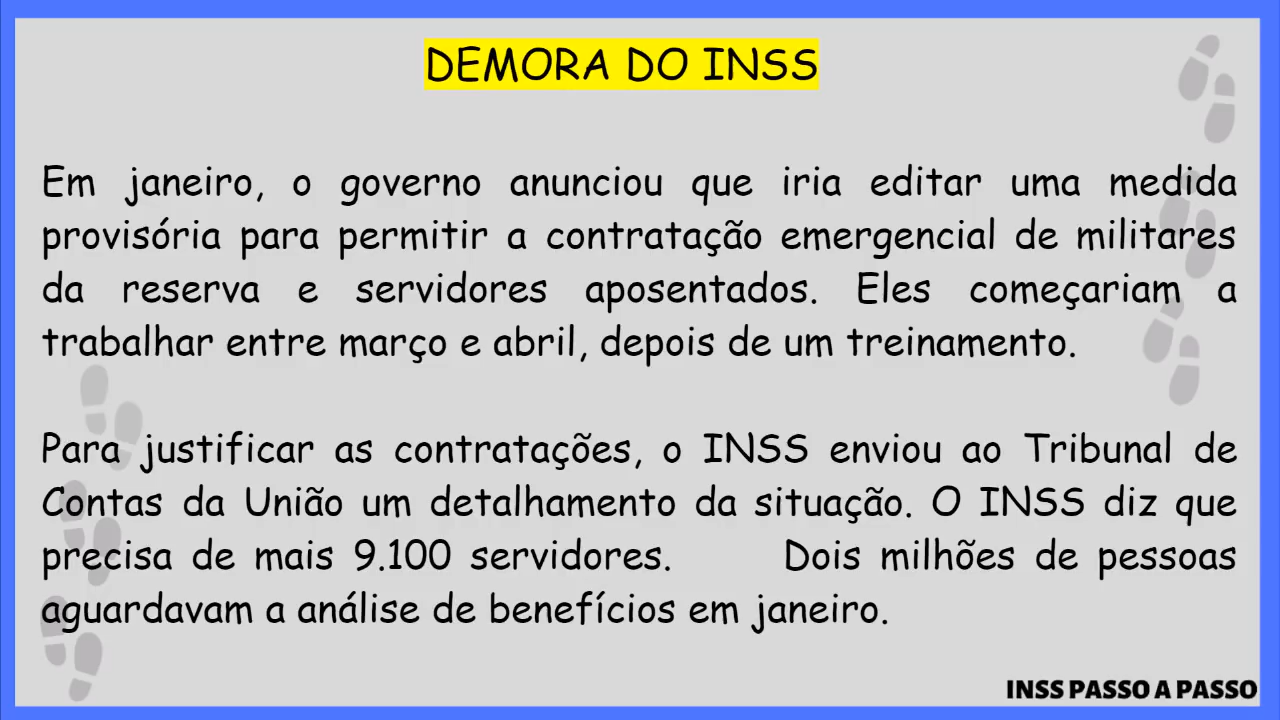 DEMORA DO INSS
Em janeiro, o governo anunciou que iria editar uma medida
provisória para permitir a contratação emergencial de militares
da reserva e servidores aposentados. Eles começariam a
trabalhar entre março e abril, depois de um treinamento.
Para justificar as contratações, o INSS enviou ao Tribunal de
Contas da União um detalhamento da situação. O INSS diz que
precisa de mais 9.100 servidores. Dois milhões de pessoas
aguardavam a análise de benefícios em janeiro.
INSS PASSO A PASSO